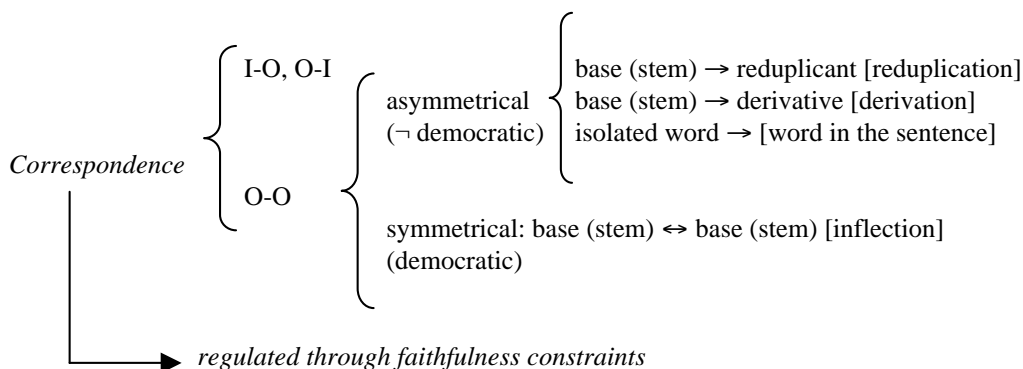 I-O, O-I
base (stem) → reduplicant [reduplication]
asymmetrical
base (stem) → derivative [derivation]
(¬ democratic)
isolated word → [word in the sentence]
Correspondence
O-O
symmetrical: base (stem) ↔ base (stem) [inflection]
(democratic)
regulated through faithfulness constraints